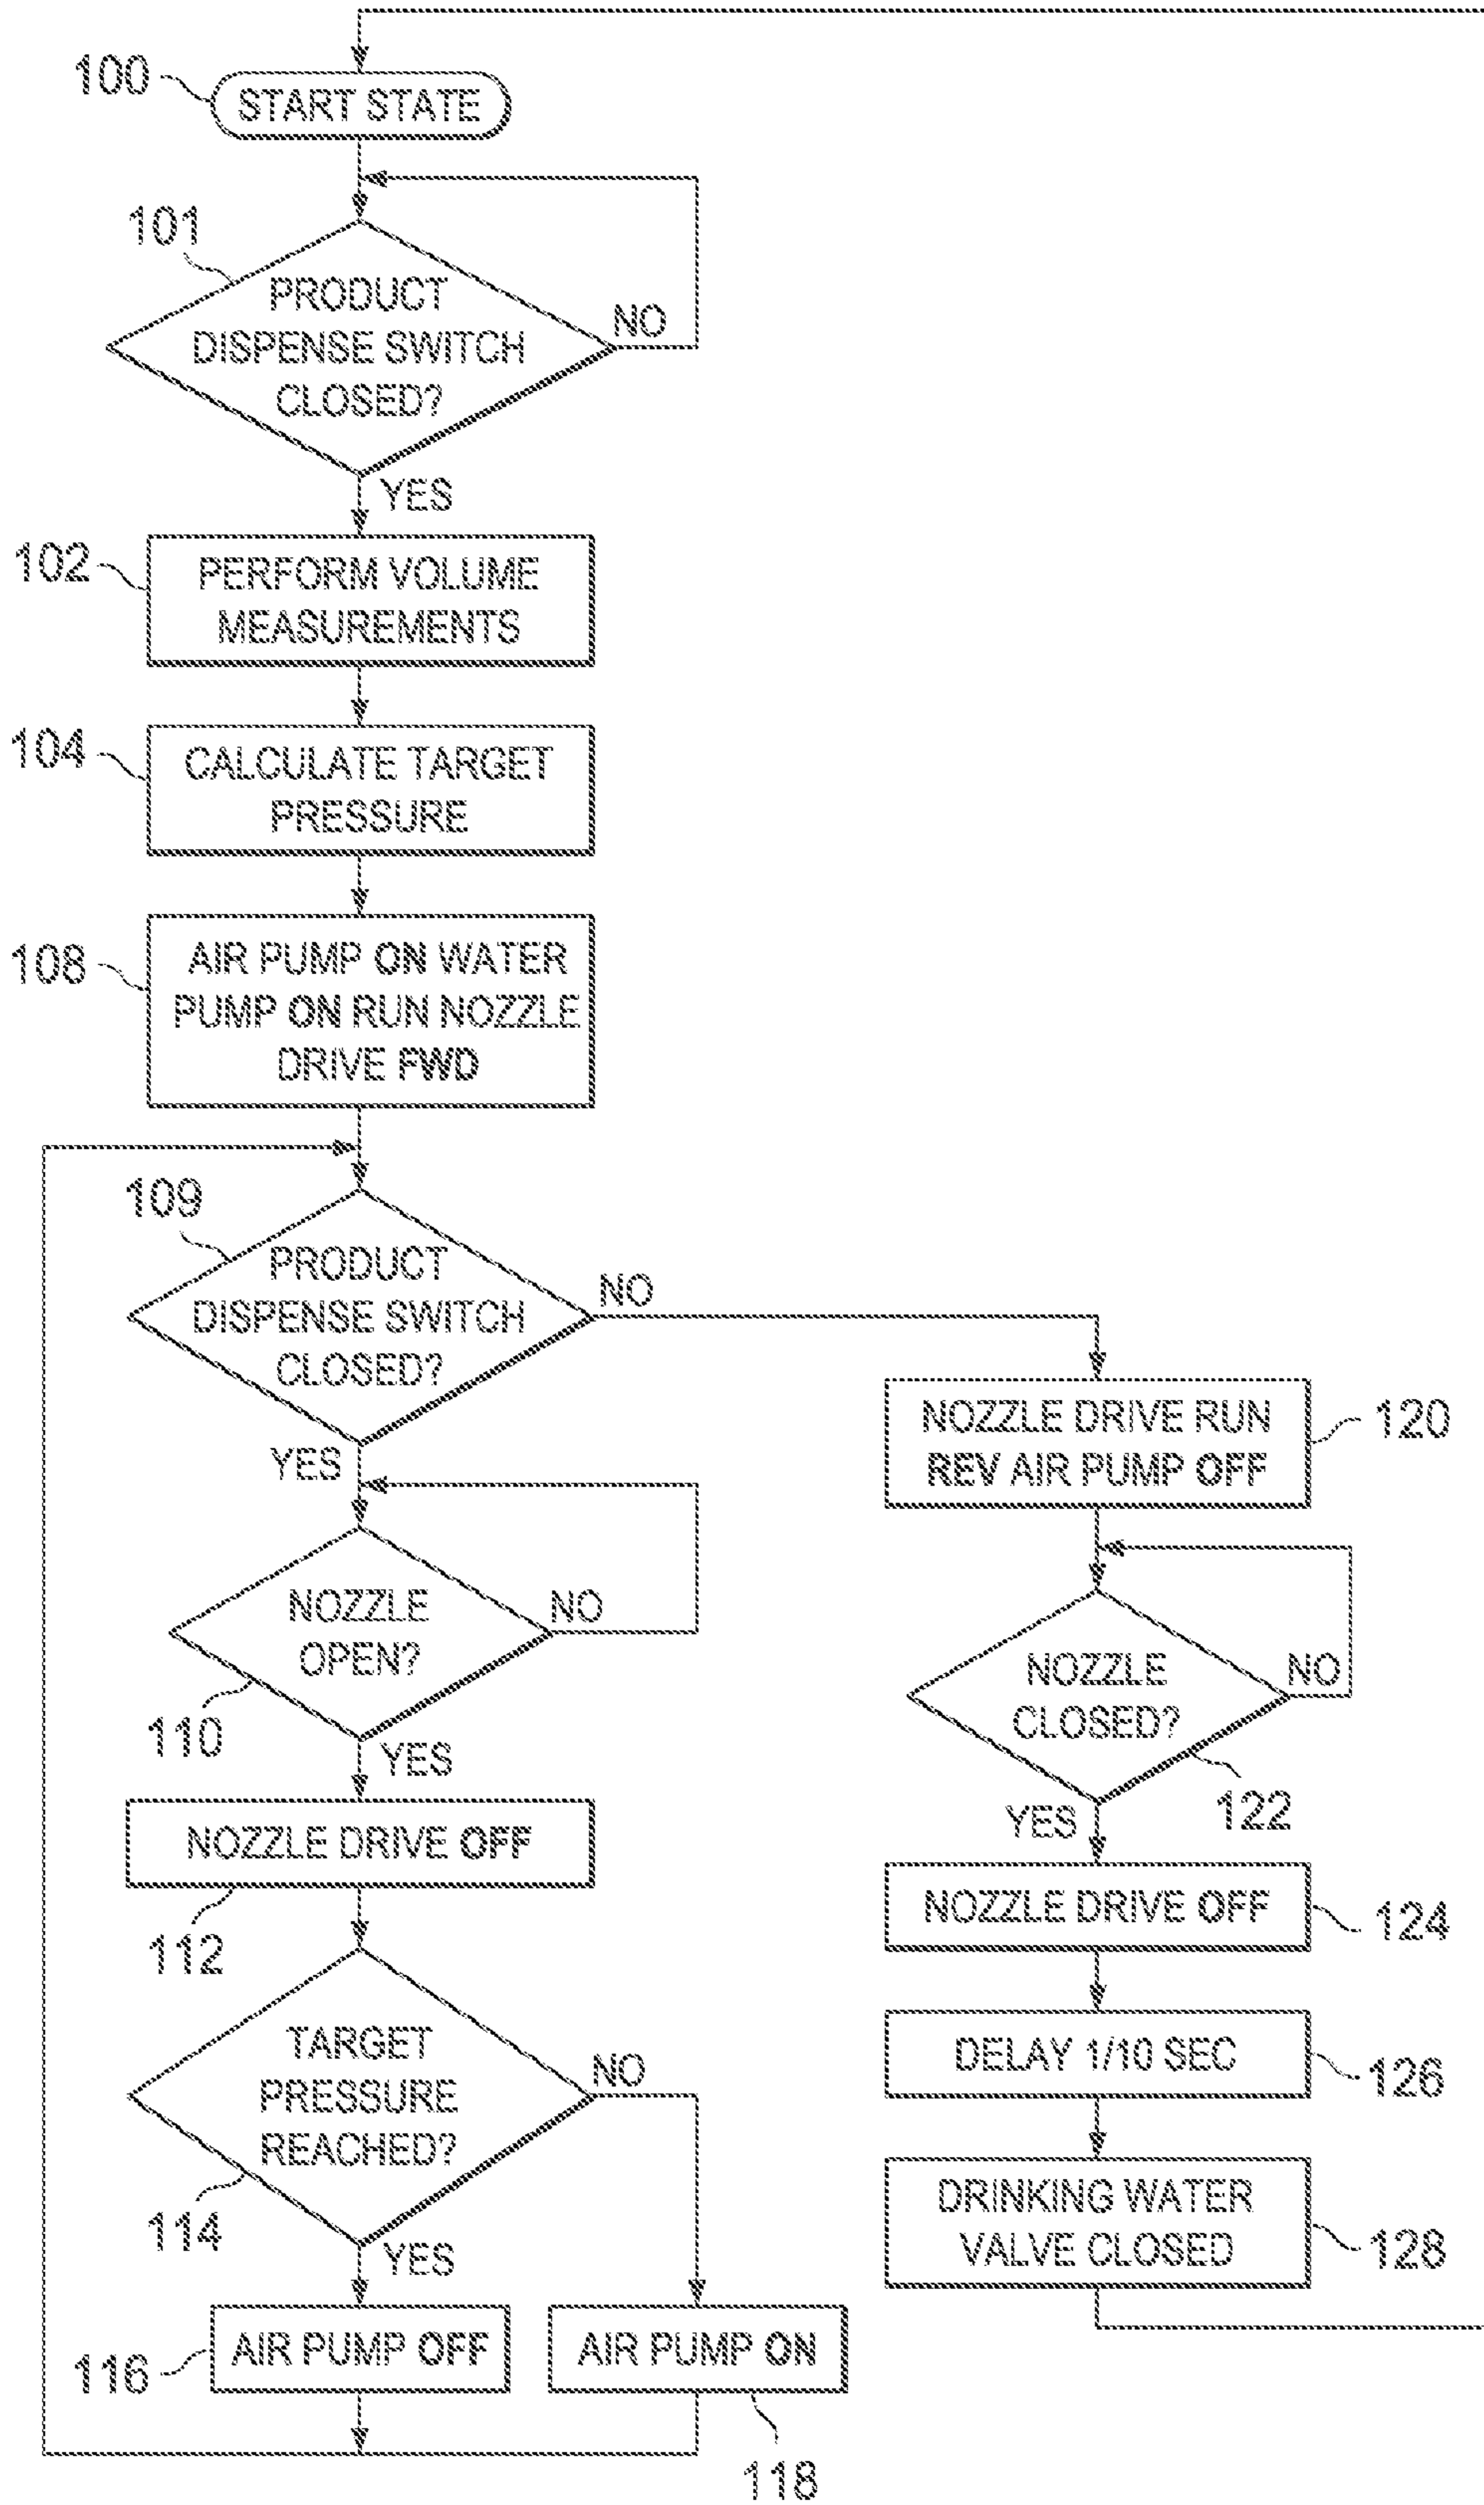 100
START STATE
101
PRODUCT
DISPENSE SWITCH
CLOSED?
NO
YES
102
PERFORM VOLUME
MEASUREMENTS
104
CALCULATE TARGET
PRESSURE
108
AIR PUMP ON WATER
PUMP ON RUN NOZZLE
DRIVE FWD
109
PRODUCT
DISPENSE SWITCH
CLOSED?
NO
YES
NOZZLE
OPEN?
NO
110
YES
NOZZLE DRIVE OFF
112
TARGET
PRESSURE
REACHED?
NO
114
YES
116
AIR PUMP OFF
AIR PUMP ON
118
NOZZLE DRIVE RUN
REV AIR PUMP OFF
120
NOZZLE
CLOSED?
NO
122
YES
NOZZLE DRIVE OFF
124
DELAY 1/10 SEC
126
DRINKING WATER
VALVE CLOSED
128